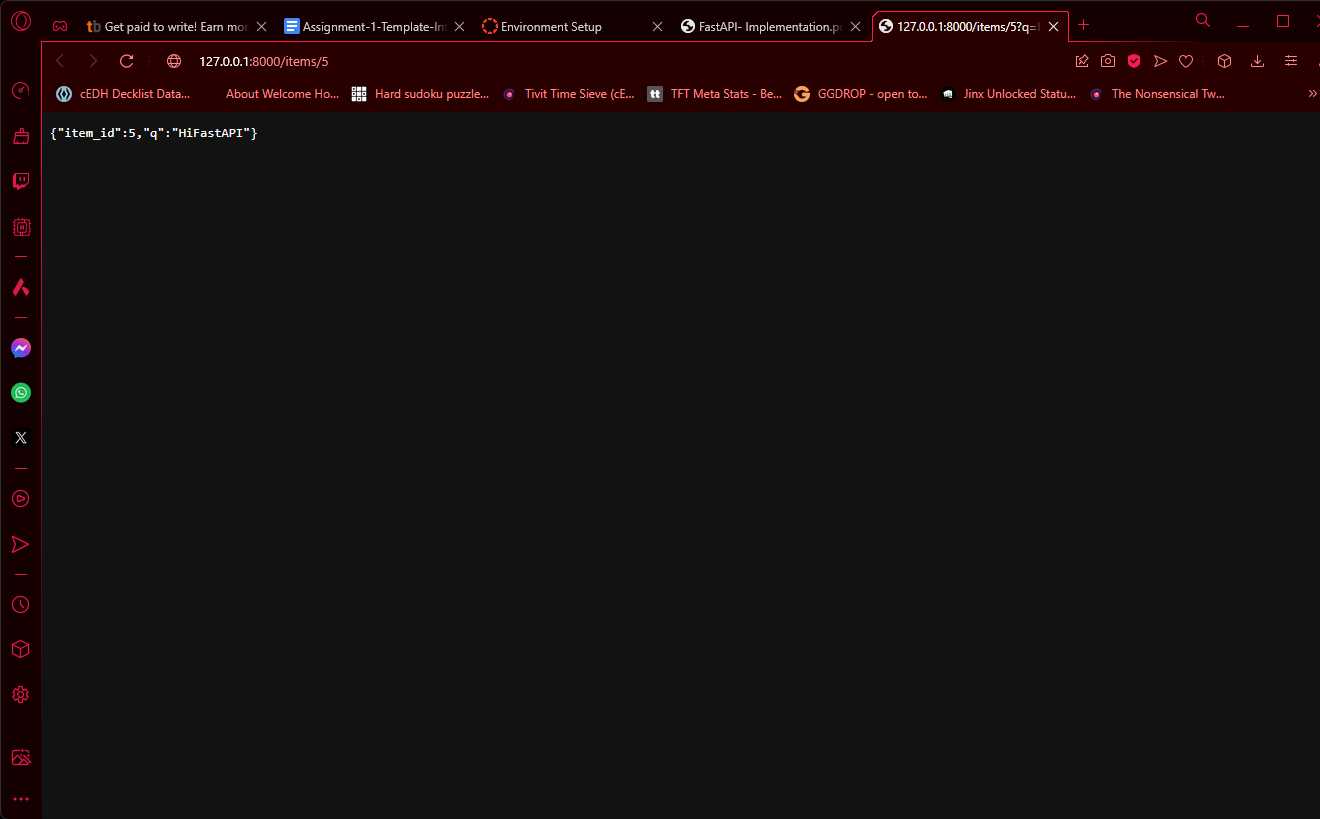 tb Get paid to write! Earn mor
Assignment-1-Template-Int
Environment Setup
FastAPI- Implementation.pd
127.0.0.1:8000/items/5?q=
127.0.0.1:8000/items/5
cEDH Decklist Data...
About Welcome Ho...
Hard sudoku puzzle...
Tivit Time Sieve (cE...
tt TFT Meta Stats - Be...
GGDROP - open to...
Jinx Unlocked Statu...
The Nonsensical Tw...
{"item_id":5,"q":"HiFastAPI"}